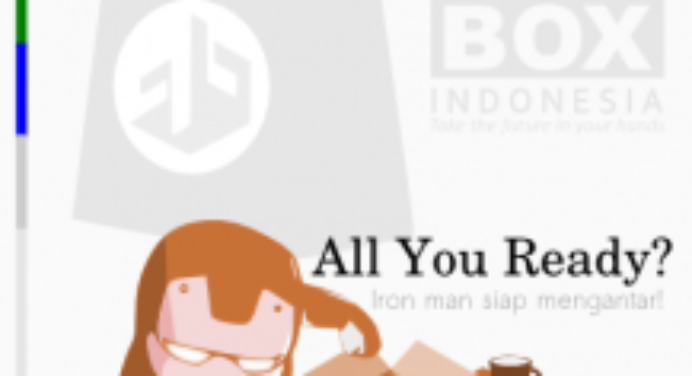 BOX
INDONESIA
Take the future in your hands
All You Ready?
Iron man siap mengantar!